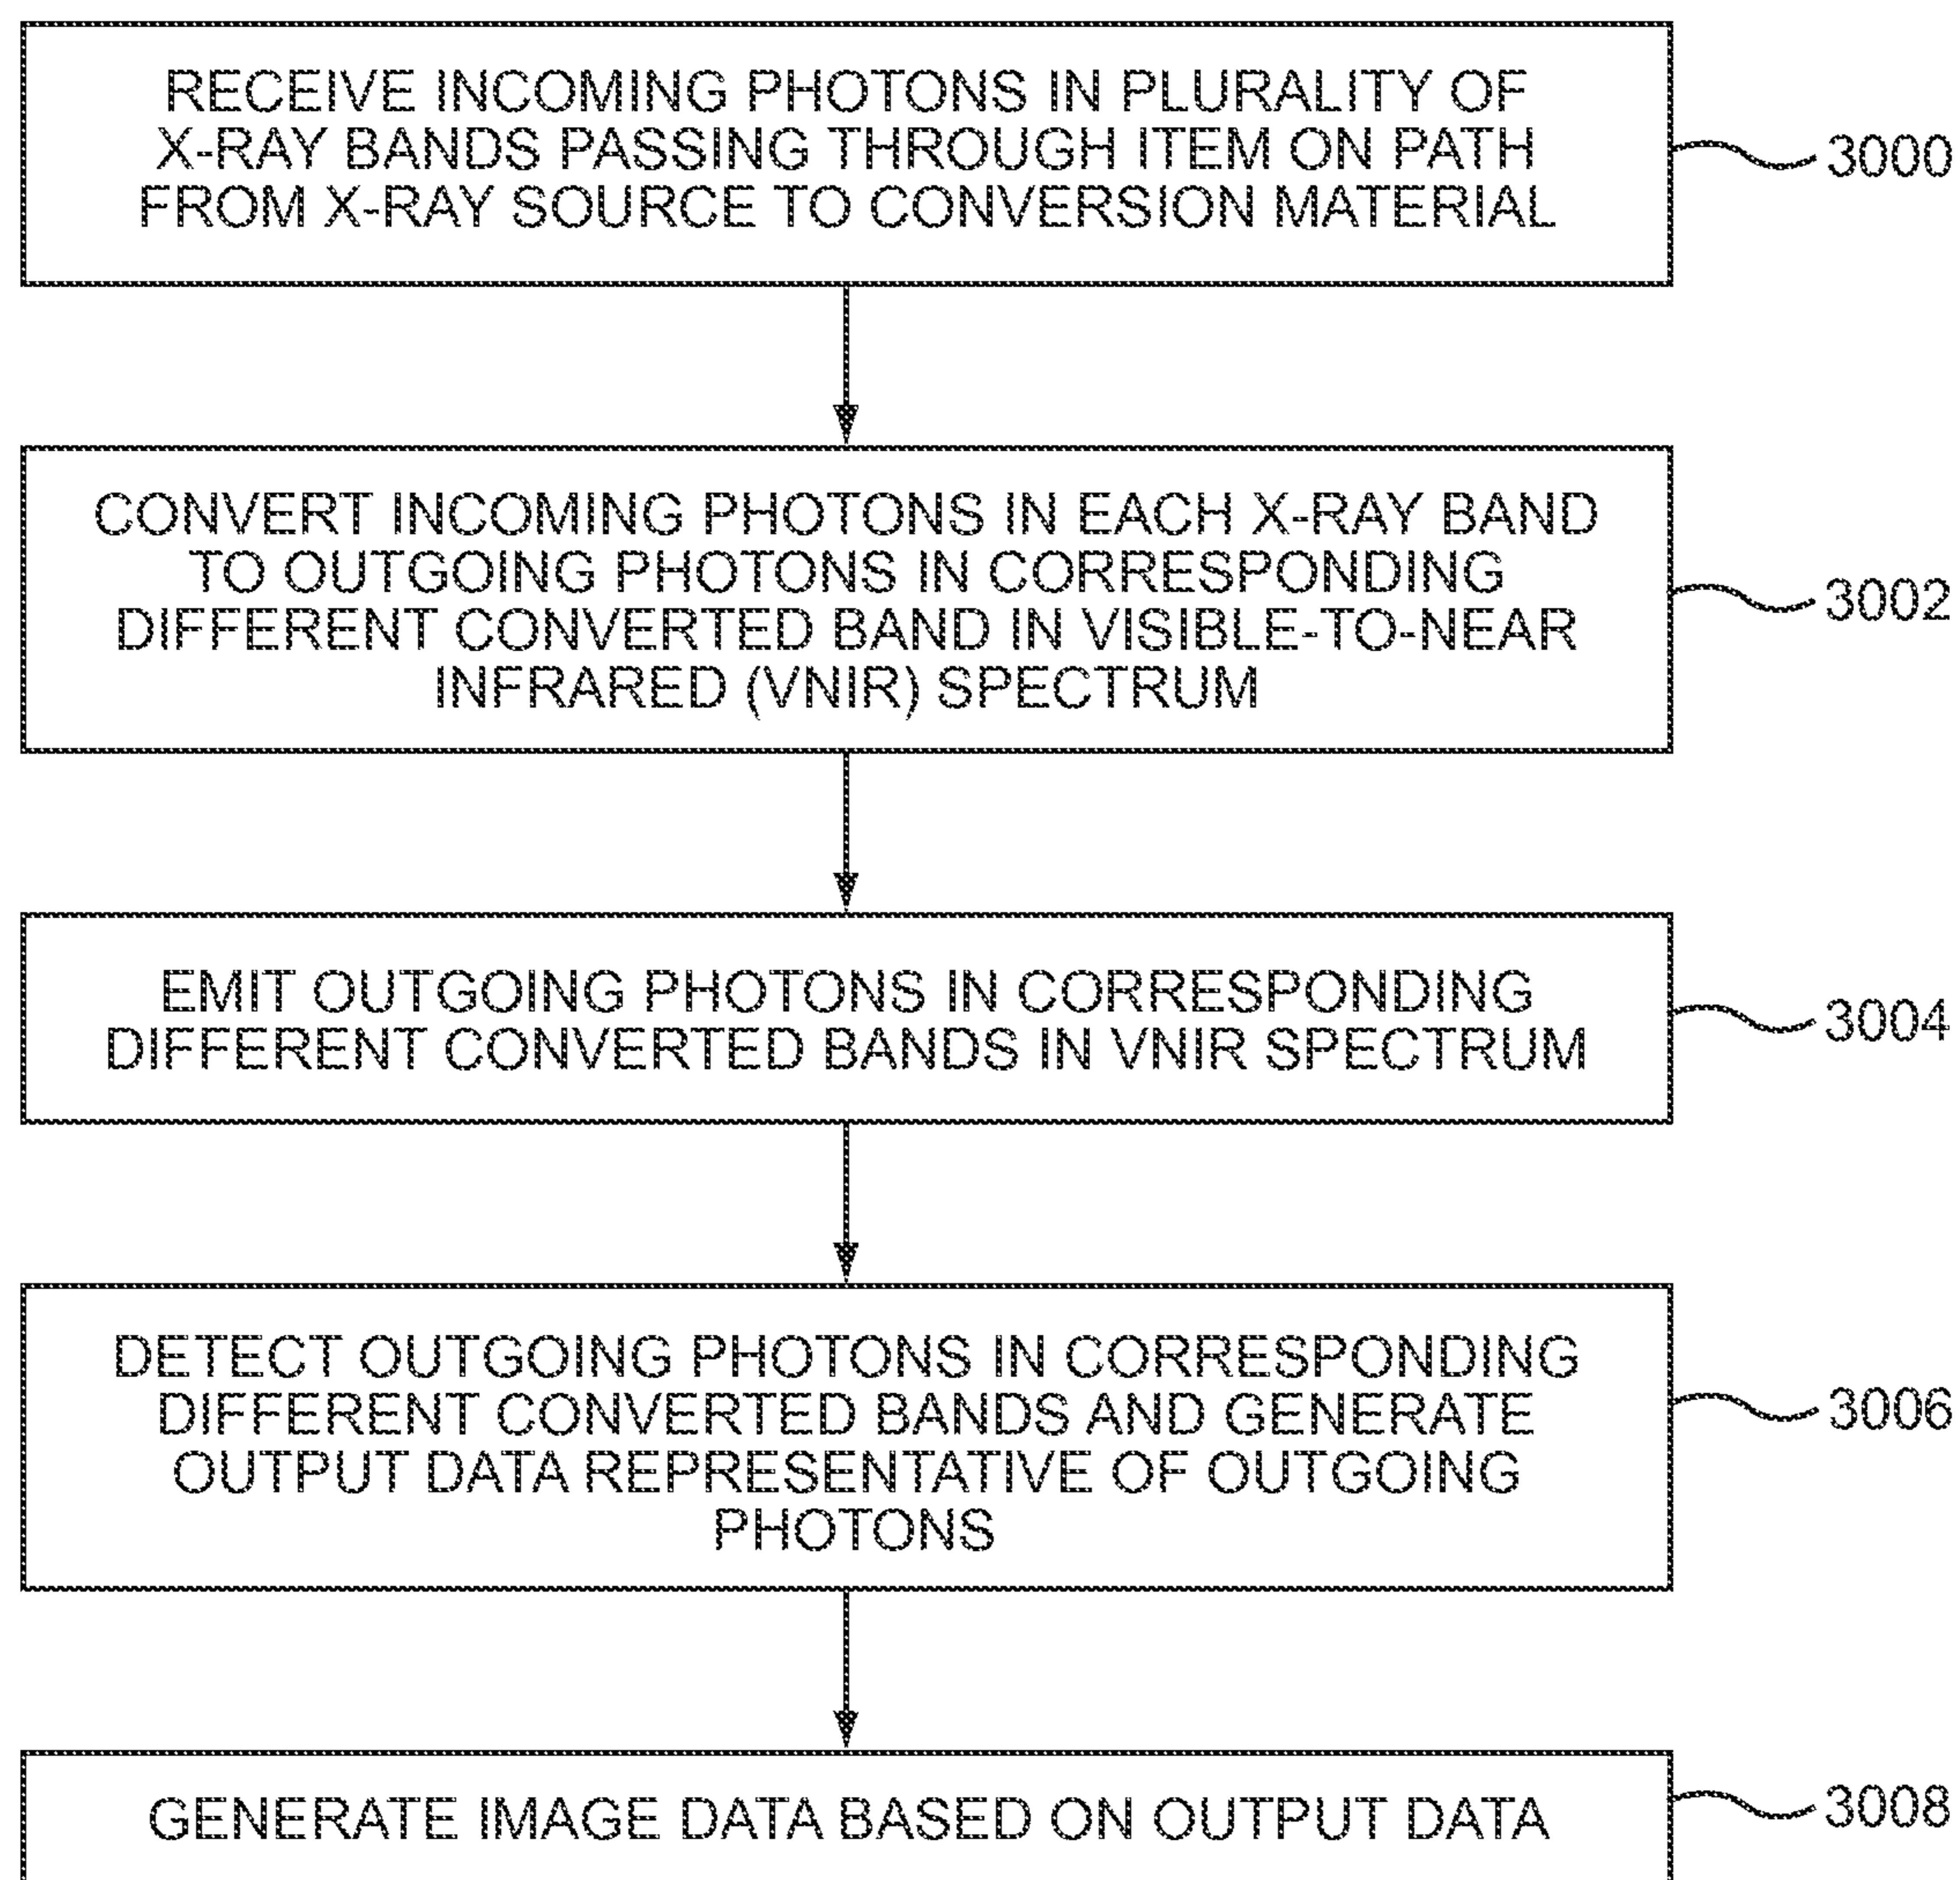 RECEIVE INCOMING PHOTONS IN PLURALITY OF
X-RAY BANDS PASSING THROUGH ITEM ON PATH
FROM X-RAY SOURCE TO CONVERSION MATERIAL
3000
CONVERT INCOMING PHOTONS IN EACH X-RAY BAND
TO OUTGOING PHOTONS IN CORRESPONDING
DIFFERENT CONVERTED BAND IN VISIBLE-TO-NEAR
INFRARED (VNIR) SPECTRUM
3002
EMIT OUTGOING PHOTONS IN CORRESPONDING
DIFFERENT CONVERTED BANDS IN VNIR SPECTRUM
3004
DETECT OUTGOING PHOTONS IN CORRESPONDING
DIFFERENT CONVERTED BANDS AND GENERATE
OUTPUT DATA REPRESENTATIVE OF OUTGOING
PHOTONS
3006
GENERATE IMAGE DATA BASED ON OUTPUT DATA
3008